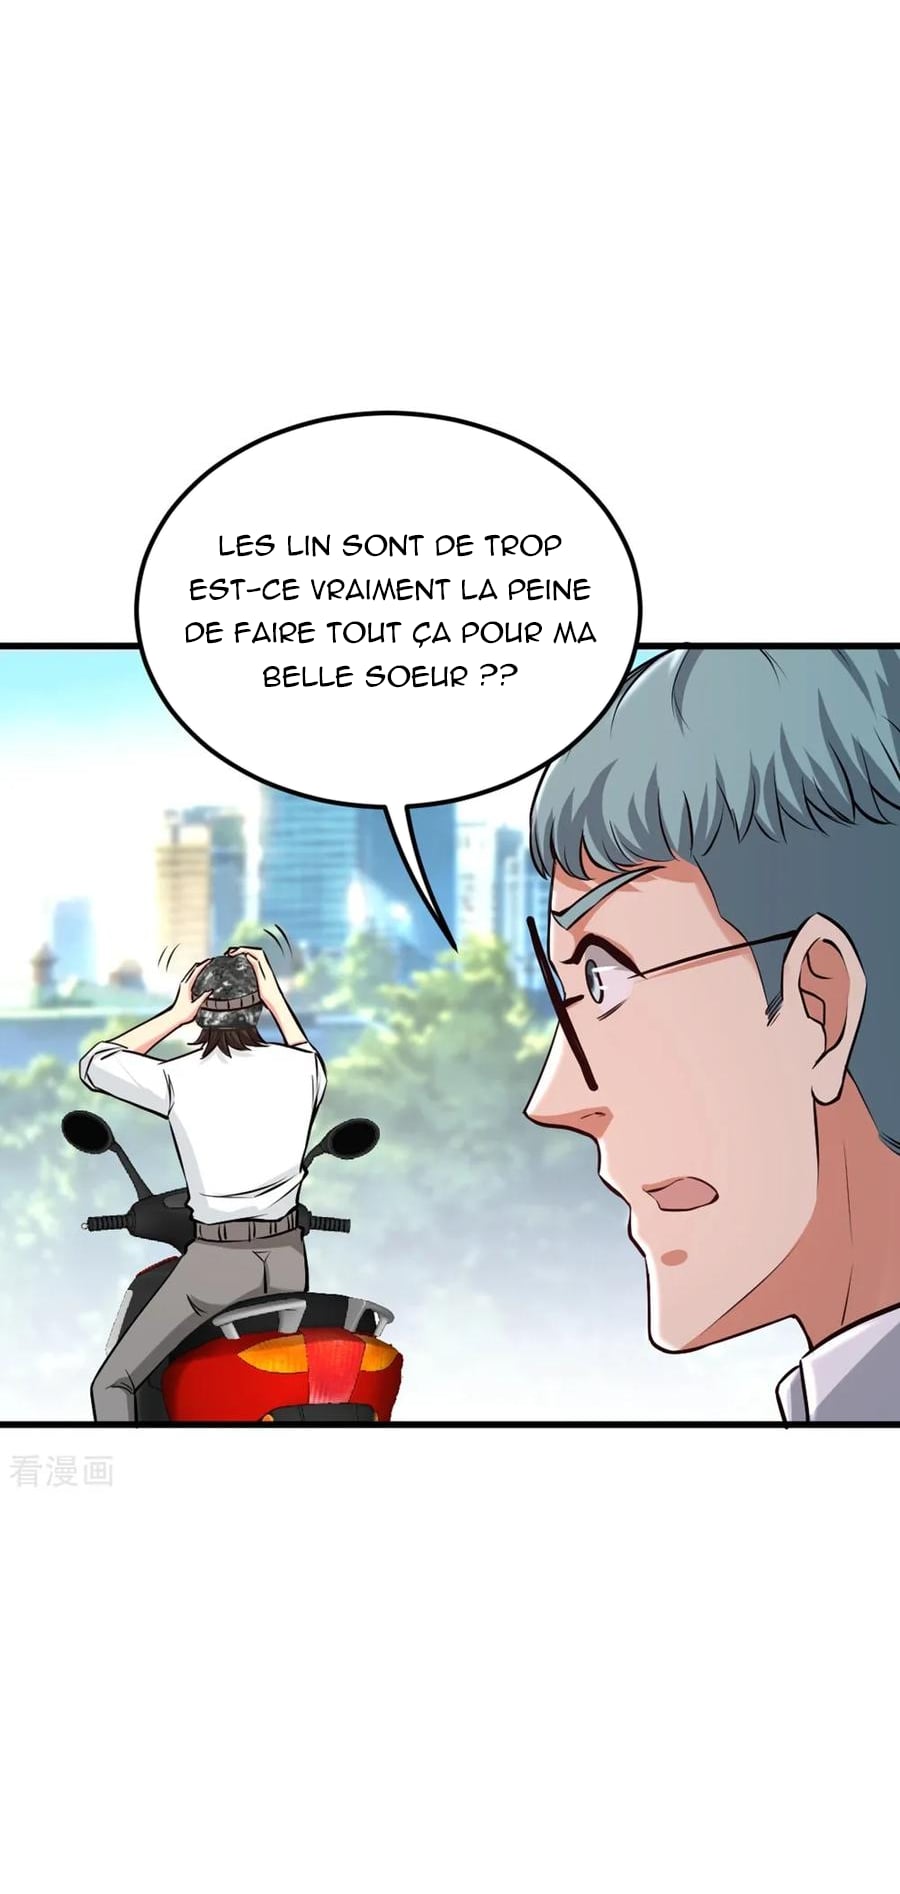 LES LIN SONT DE TROP
EST-CE VRAIMENT LA PEINE
DE FAIRE TOUT ÇA POUR MA
BELLE SOEUR ??
看漫画